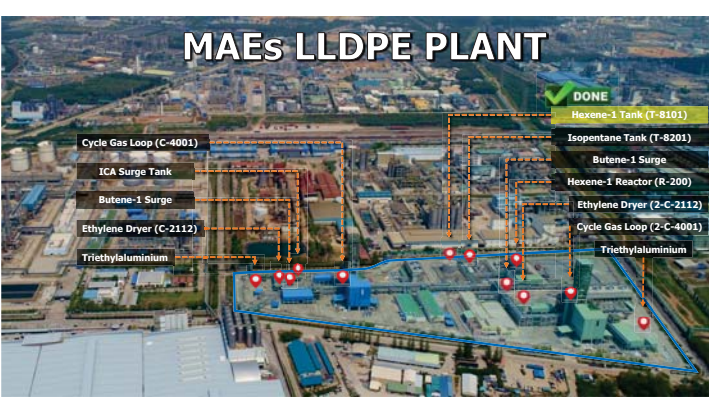 MAEs LLDPE PLANT
DONE
Cycle Gas Loop (C-4001)
ICA Surge Tank
Butene-1 Surge
Ethylene Dryer (C-2112)
Triethylaluminium
Hexene-1 Tank (T-8101)
Isopentane Tank (T-8201)
Butene-1 Surge
Hexene-1 Reactor (R-200)
Ethylene Dryer (2-C-2112)
Cycle Gas Loop (2-C-4001)
Triethylaluminium